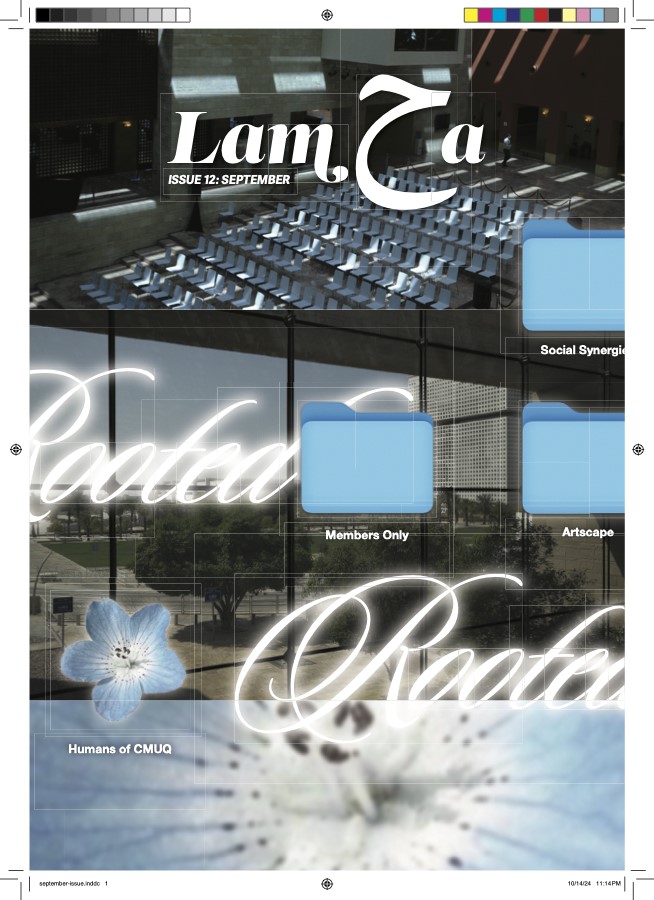 Lamحa
ISSUE 12: SEPTEMBER
Social Synergie
Rooted
Members Only
Artscape
Rooted
Humans of CMUQ
september-issue.indd 1
10/14/24 11:14 PM